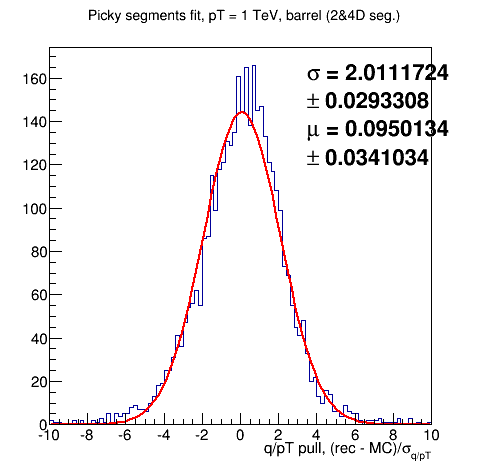 Picky segments fit, pT = 1 TeV, barrel (2&4D seg.)
σ = 2.0111724
± 0.0293308
μ = 0.0950134
± 0.0341034
160
140
120
100
80
60
40
20
0
-10 -8 -6 -4 -2 0 2 4 6 8 10
q/pT pull, (rec - MC)/σq/pT